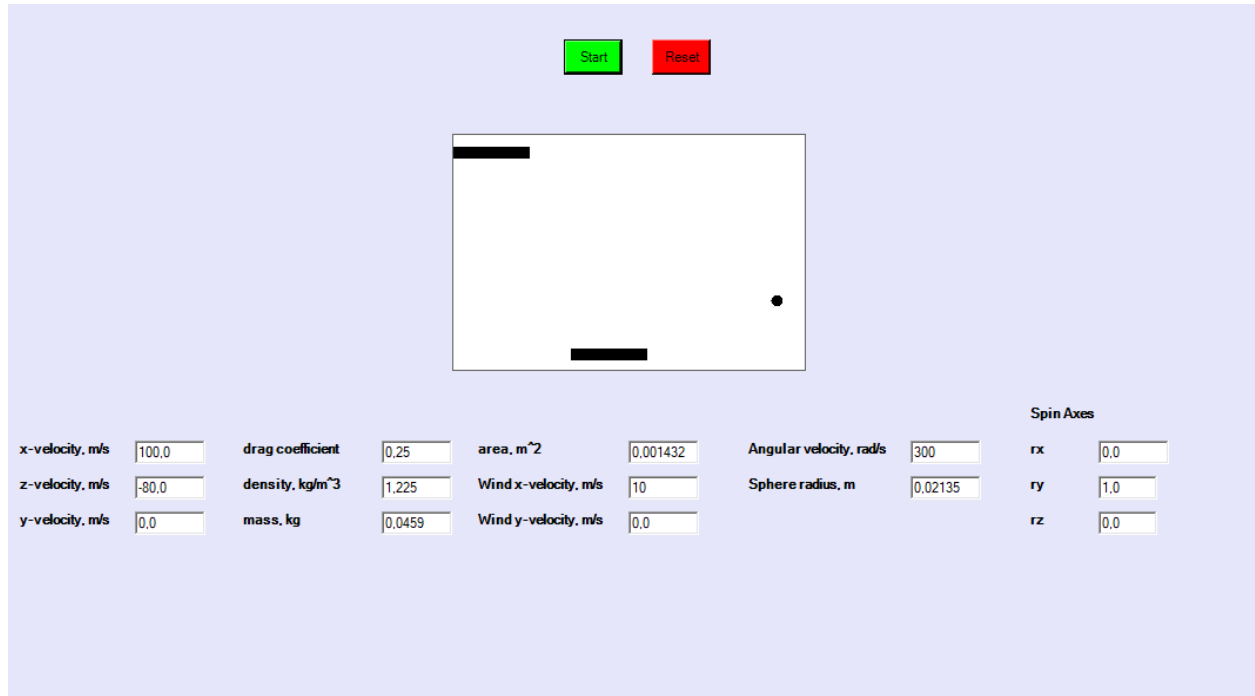 Start Reset
Spin Axes
x-velocity, m/s 100,0 drag coefficient 0,25 area, m^2 0,001432 Angular velocity, rad/s 300 rx 0,0
z-velocity, m/s -80,0 density, kg/m^3 1,225 Wind x-velocity, m/s 10 Sphere radius, m 0,02135 ry 1,0
y-velocity, m/s 0,0 mass, kg 0,0459 Wind y-velocity, m/s 0,0 rz 0,0